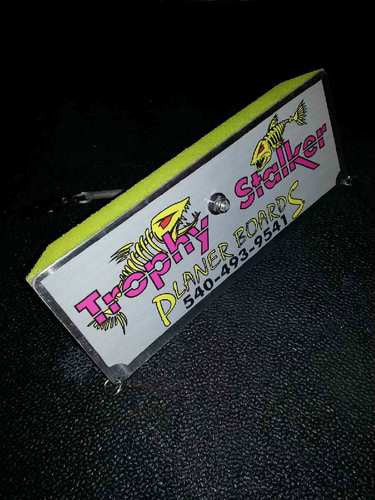 Trophy Stalker
PLANER BOARDS
540-493-9541